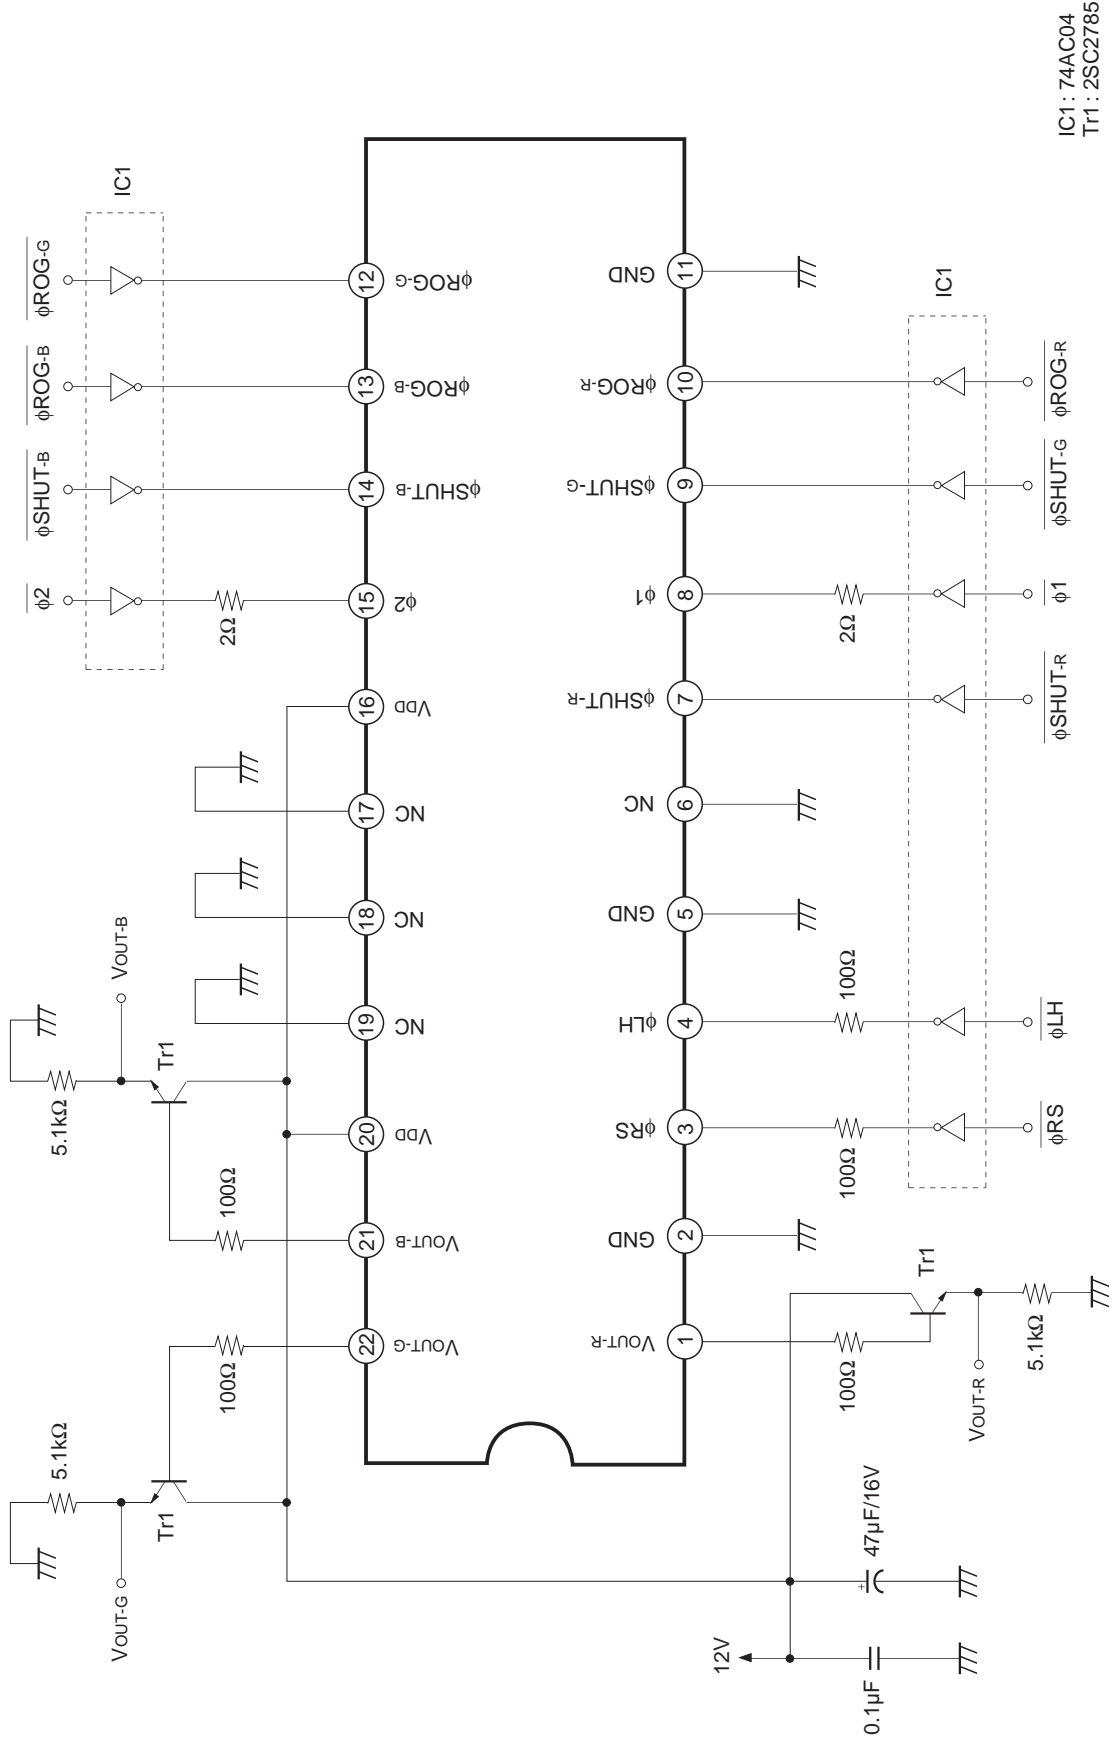 IC1 : 74AC04
Tr1 : 2SC2785
IC1
φROG-G
φROG-B
φSHUT-B
φ2
2Ω
12
13
14
15
16
17
18
19
20
21
22
φROG-G
φROG-B
φSHUT-B
φ2
VDD
NC
NC
NC
VDD
VOUT-B
VOUT-G
VOUT-B
5.1kΩ
Tr1
100Ω
100Ω
5.1kΩ
Tr1
VOUT-G
GND
φROG-R
φSHUT-G
φ1
φSHUT-R
NC
GND
φLH
φRS
GND
VOUT-R
11
10
9
8
7
6
5
4
3
2
1
IC1
2Ω
100Ω
100Ω
100Ω
φROG-R
φSHUT-G
φ1
φSHUT-R
φLH
φRS
Tr1
VOUT-R
5.1kΩ
12V
+
47µF/16V
0.1µF